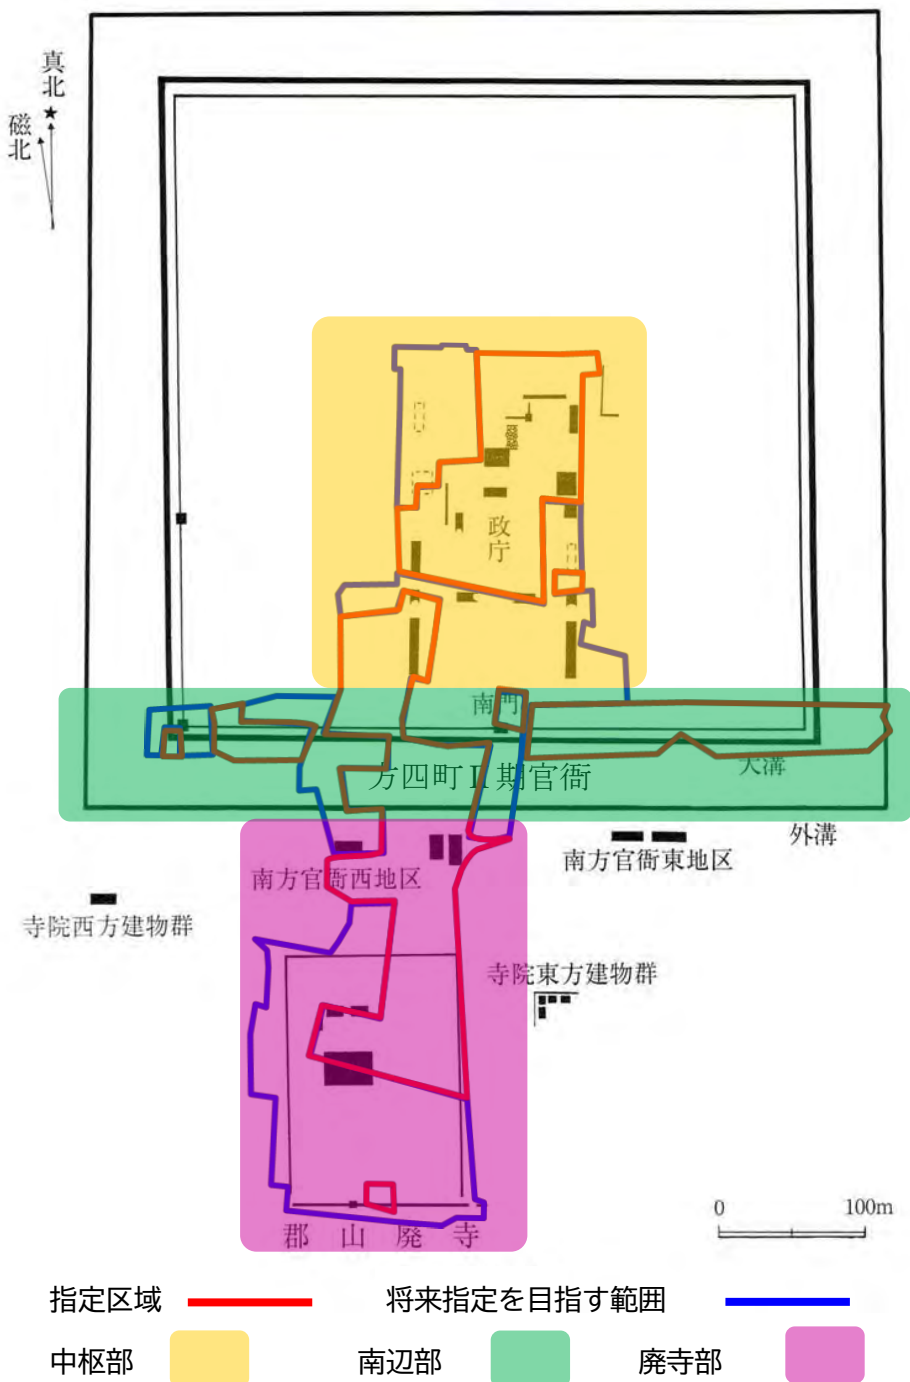 真北
磁北
政庁
南門
方四町Ⅱ期官衙
大溝
外溝
南方官衙西地区
南方官衙東地区
寺院西方建物群
寺院東方建物群
郡山廃寺
0 100m
指定区域 将来指定を目指す範囲
中枢部 南辺部 廃寺部